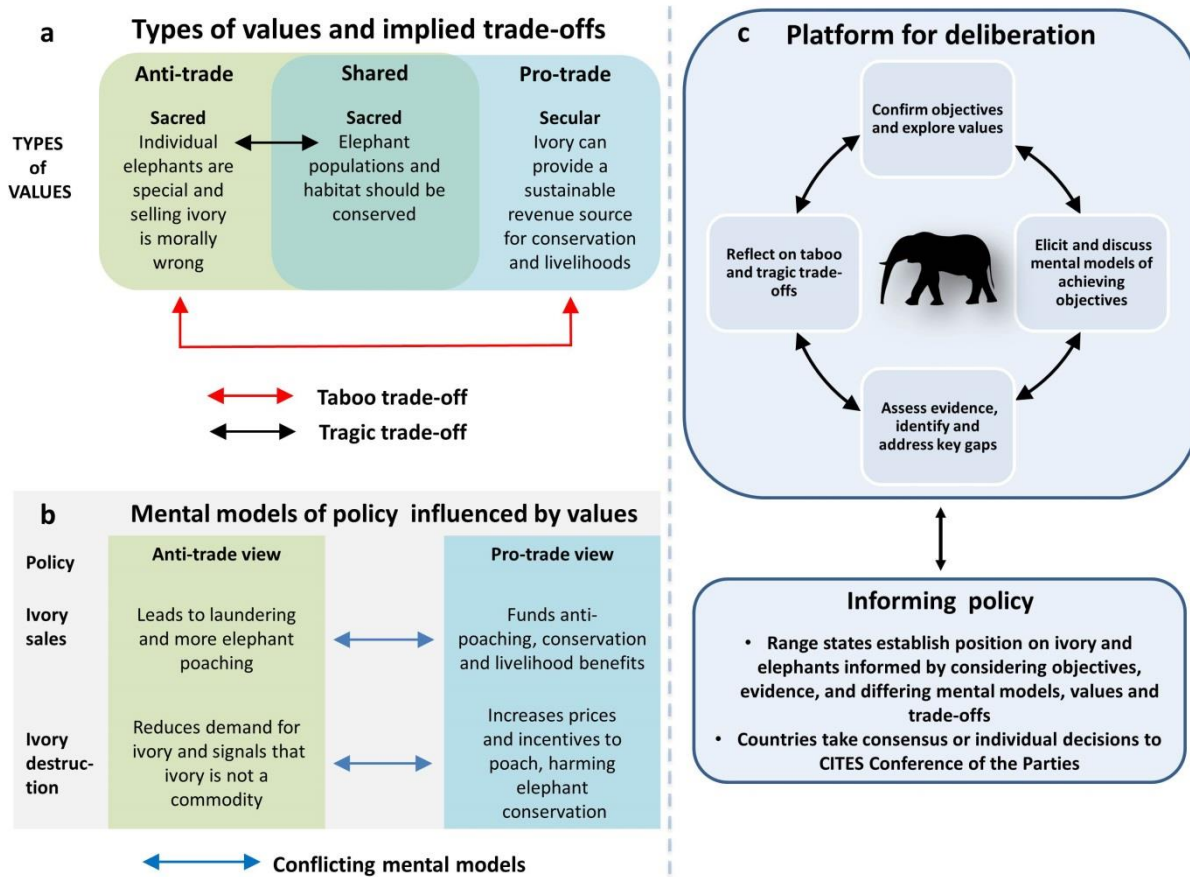 a
Types of values and implied trade-offs
Anti-trade
Shared
Pro-trade
TYPES
of
VALUES
Sacred
Individual
elephants are
special and
selling ivory
is morally
wrong
Sacred
Elephant
populations and
habitat should be
conserved
Secular
Ivory can
provide a
sustainable
revenue source
for conservation
and livelihoods
Taboo trade-off
Tragic trade-off
b
Mental models of policy influenced by values
Policy
Anti-trade view
Pro-trade view
Ivory
sales
Leads to laundering
and more elephant
poaching
Funds anti-
poaching, conservation
and livelihood benefits
Ivory
destruc-
tion
Reduces demand for
ivory and signals that
ivory is not a
commodity
Increases prices
and incentives to
poach, harming
elephant
conservation
Conflicting mental models
c
Platform for deliberation
Confirm objectives
and explore values
Reflect on taboo
and tragic trade-
offs
Elicit and discuss
mental models of
achieving
objectives
Assess evidence,
identify and
address key gaps
Informing policy
• Range states establish position on ivory and
elephants informed by considering objectives,
evidence, and differing mental models, values and
trade-offs
• Countries take consensus or individual decisions to
CITES Conference of the Parties